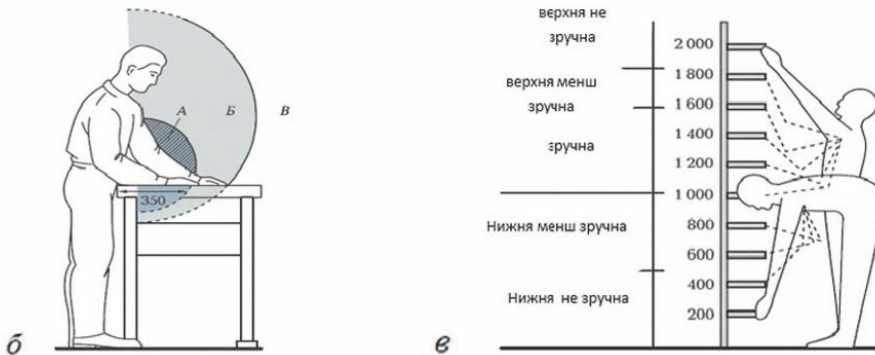 А
Б
В
350
б
верхня не
зручна
верхня менш
зручна
зручна
Нижня менш зручна
Нижня не зручна
2 000
1 800
1 600
1 400
1 200
1 000
800
600
400
200
в